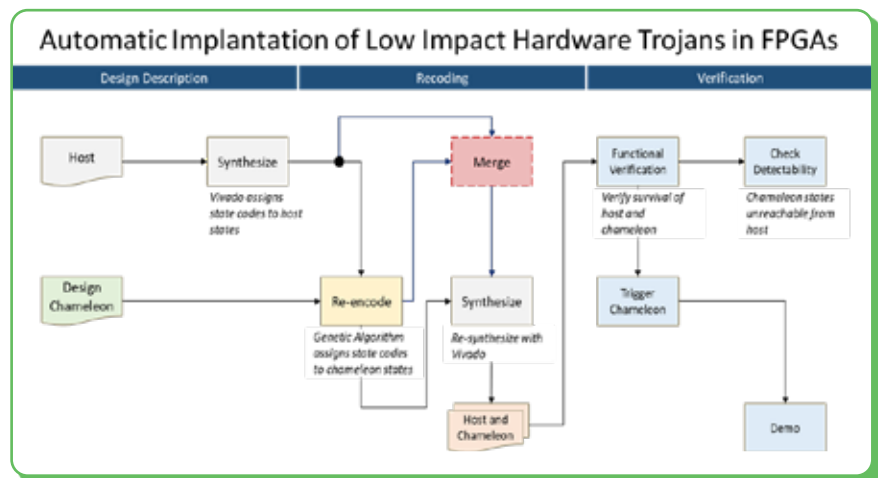 Automatic Implantation of Low Impact Hardware Trojans in FPGAs
Design Description
Recoding
Verification
Host
Synthesize
Vivado assigns
state codes to host
states
Merge
Functional
Verification
Verify survival of
host and
chameleon
Check
Detectability
Chameleon states
unreachable from
host
Design
Chameleon
Re-encode
Genetic Algorithm
assigns state codes
to chameleon states
Synthesize
Re-synthesize with
Vivado
Trigger
Chameleon
Host and
Chameleon
Demo